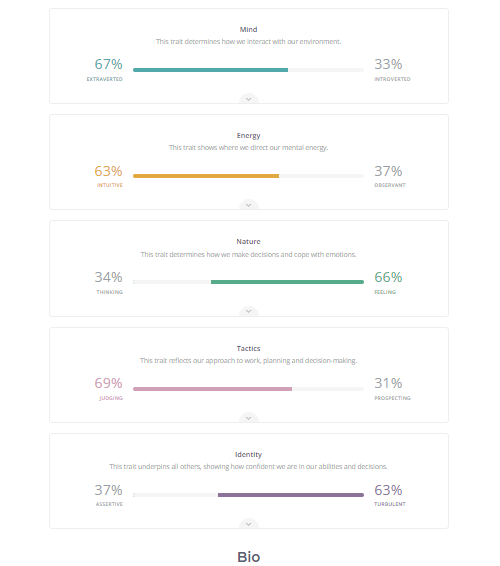 Mind
This trait determines how we interact with our environment.
67% 33%
EXTRAVERTED INTROVERTED
Energy
This trait shows where we direct our mental energy.
63% 37%
INTUITIVE OBSERVANT
Nature
This trait determines how we make decisions and cope with emotions.
34% 66%
THINKING FEELING
Tactics
This trait reflects our approach to work, planning and decision-making.
69% 31%
JUDGING PROSPECTING
Identity
This trait underpins all others, showing how confident we are in our abilities and decisions.
37% 63%
ASSERTIVE TURBULENT
Bio